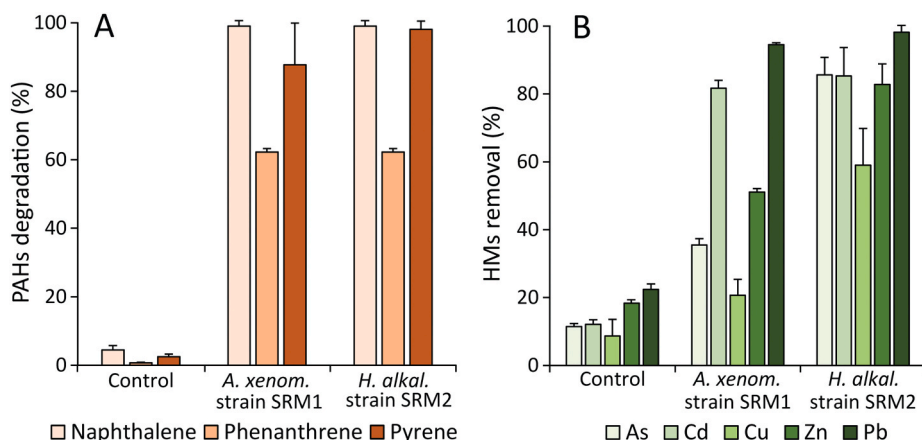 A
PAHs degradation (%)
100
80
60
40
20
0
Control
A. xenom.
strain SRM1
H. alkal.
strain SRM2
Naphthalene Phenanthrene Pyrene
B
HMs removal (%)
100
80
60
40
20
0
Control
A. xenom.
strain SRM1
H. alkal.
strain SRM2
As Cd Cu Zn Pb